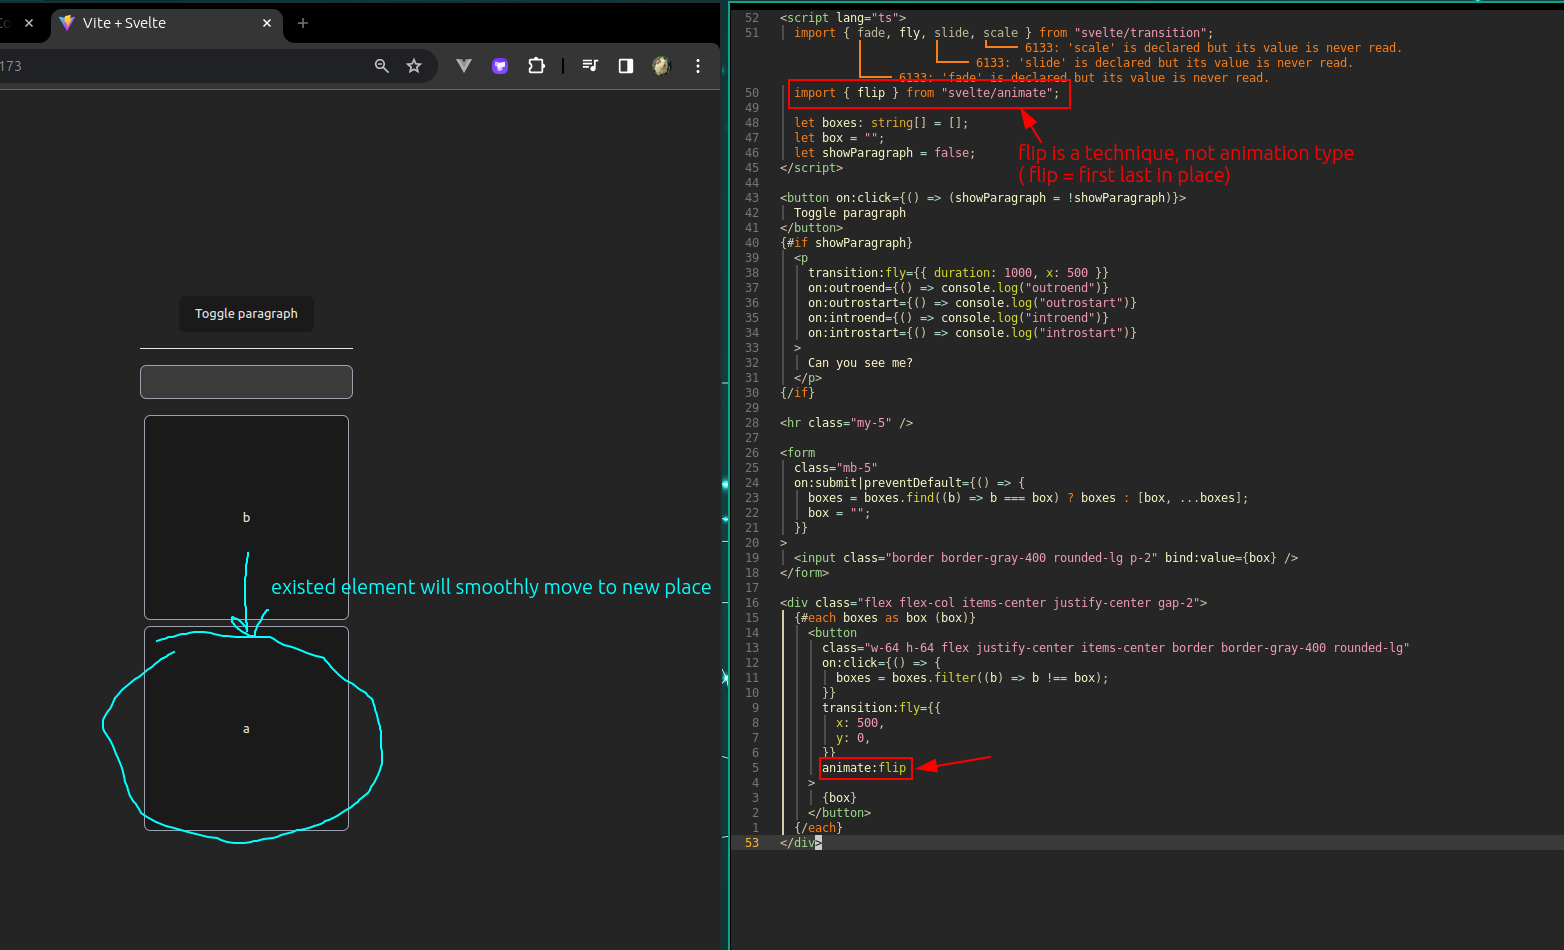 Co
Vite + Svelte
173
Toggle paragraph
b
existed element will smoothly move to new place
a
52 <script lang="ts">
51 import { fade, fly, slide, scale } from "svelte/transition";
6133: 'scale' is declared but its value is never read.
6133: 'slide' is declared but its value is never read.
6133: 'fade' is declared but its value is never read.
50 import { flip } from "svelte/animate";
49
48 let boxes: string[] = [];
47 let box = "";
46 let showParagraph = false;
45 </script>
flip is a technique, not animation type
( flip = first last in place)
44
43 <button on:click={() => (showParagraph = !showParagraph)}>
42 Toggle paragraph
41 </button>
40 {#if showParagraph}
39 <p
38 transition:fly={{ duration: 1000, x: 500 }}
37 on:outroend={() => console.log("outroend")}
36 on:outrostart={() => console.log("outrostart")}
35 on:introend={() => console.log("introend")}
34 on:introstart={() => console.log("introstart")}
33 >
32 Can you see me?
31 </p>
30 {/if}
29
28 <hr class="my-5" />
27
26 <form
25 class="mb-5"
24 on:submit|preventDefault={() => {
23 boxes = boxes.find((b) => b === box) ? boxes : [box, ...boxes];
22 box = "";
21 }}
20 >
19 <input class="border border-gray-400 rounded-lg p-2" bind:value={box} />
18 </form>
17
16 <div class="flex flex-col items-center justify-center gap-2">
15 {#each boxes as box (box)}
14 <button
13 class="w-64 h-64 flex justify-center items-center border border-gray-400 rounded-lg"
12 on:click={() => {
11 boxes = boxes.filter((b) => b !== box);
10 }}
9 transition:fly={{
8 x: 500,
7 y: 0,
6 }}
5 animate:flip
4 >
3 {box}
2 </button>
1 {/each}
53 </div>